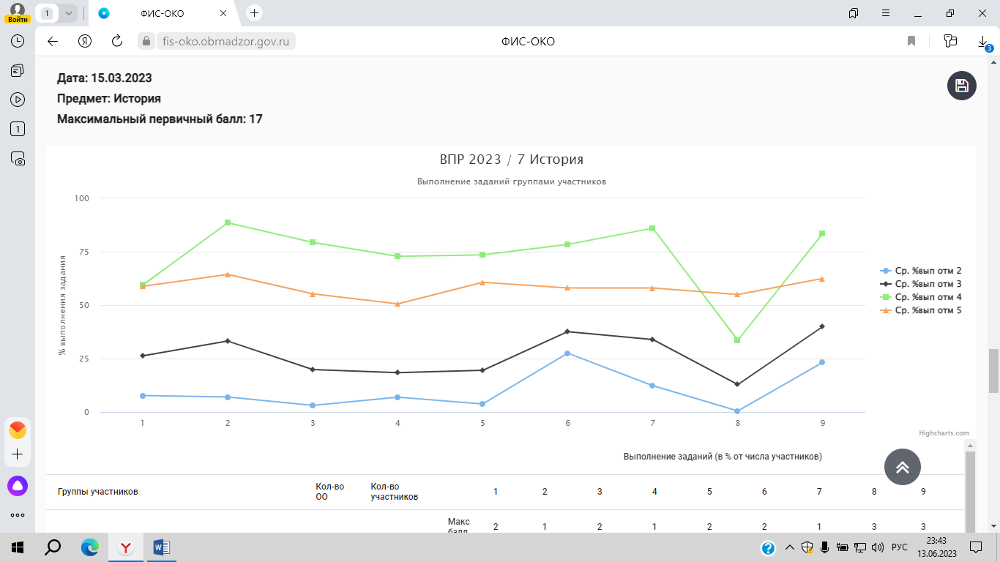 Войти
1
ФИС-ОКО
fis-oko.obrnadzor.gov.ru
ФИС-ОКО
3
1
Дата: 15.03.2023
Предмет: История
Максимальный первичный балл: 17
ВПР 2023 / 7 История
Выполнение заданий группами участников
% выполнения задания
100
75
50
25
0
1 2 3 4 5 6 7 8 9
Ср. %вып отм 2
Ср. %вып отм 3
Ср. %вып отм 4
Ср. %вып отм 5
Highcharts.com
Выполнение заданий (в % от числа участников)
Группы участников Кол-во ОО Кол-во участников 1 2 3 4 5 6 7 8 9
Макс балл 2 1 2 1 2 2 1 3 3
РУС
23:43
13.06.2023